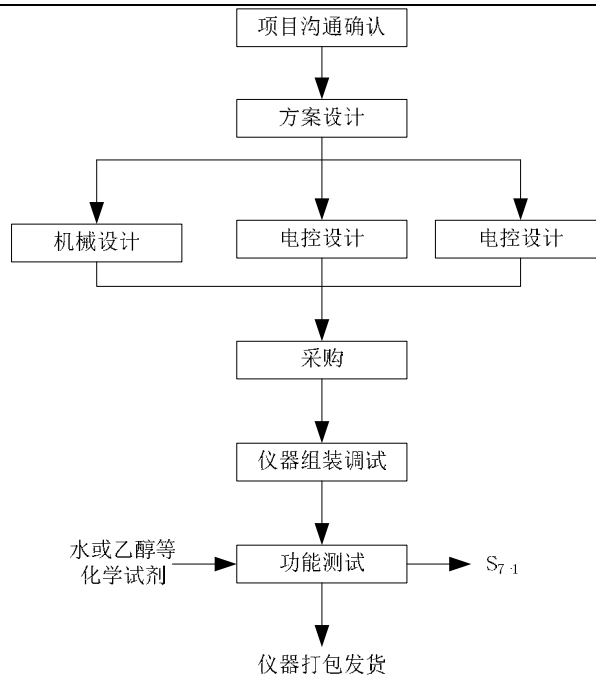 项目沟通确认
方案设计
机械设计
电控设计
电控设计
采购
仪器组装调试
水或乙醇等
化学试剂
功能测试
S7-1
仪器打包发货